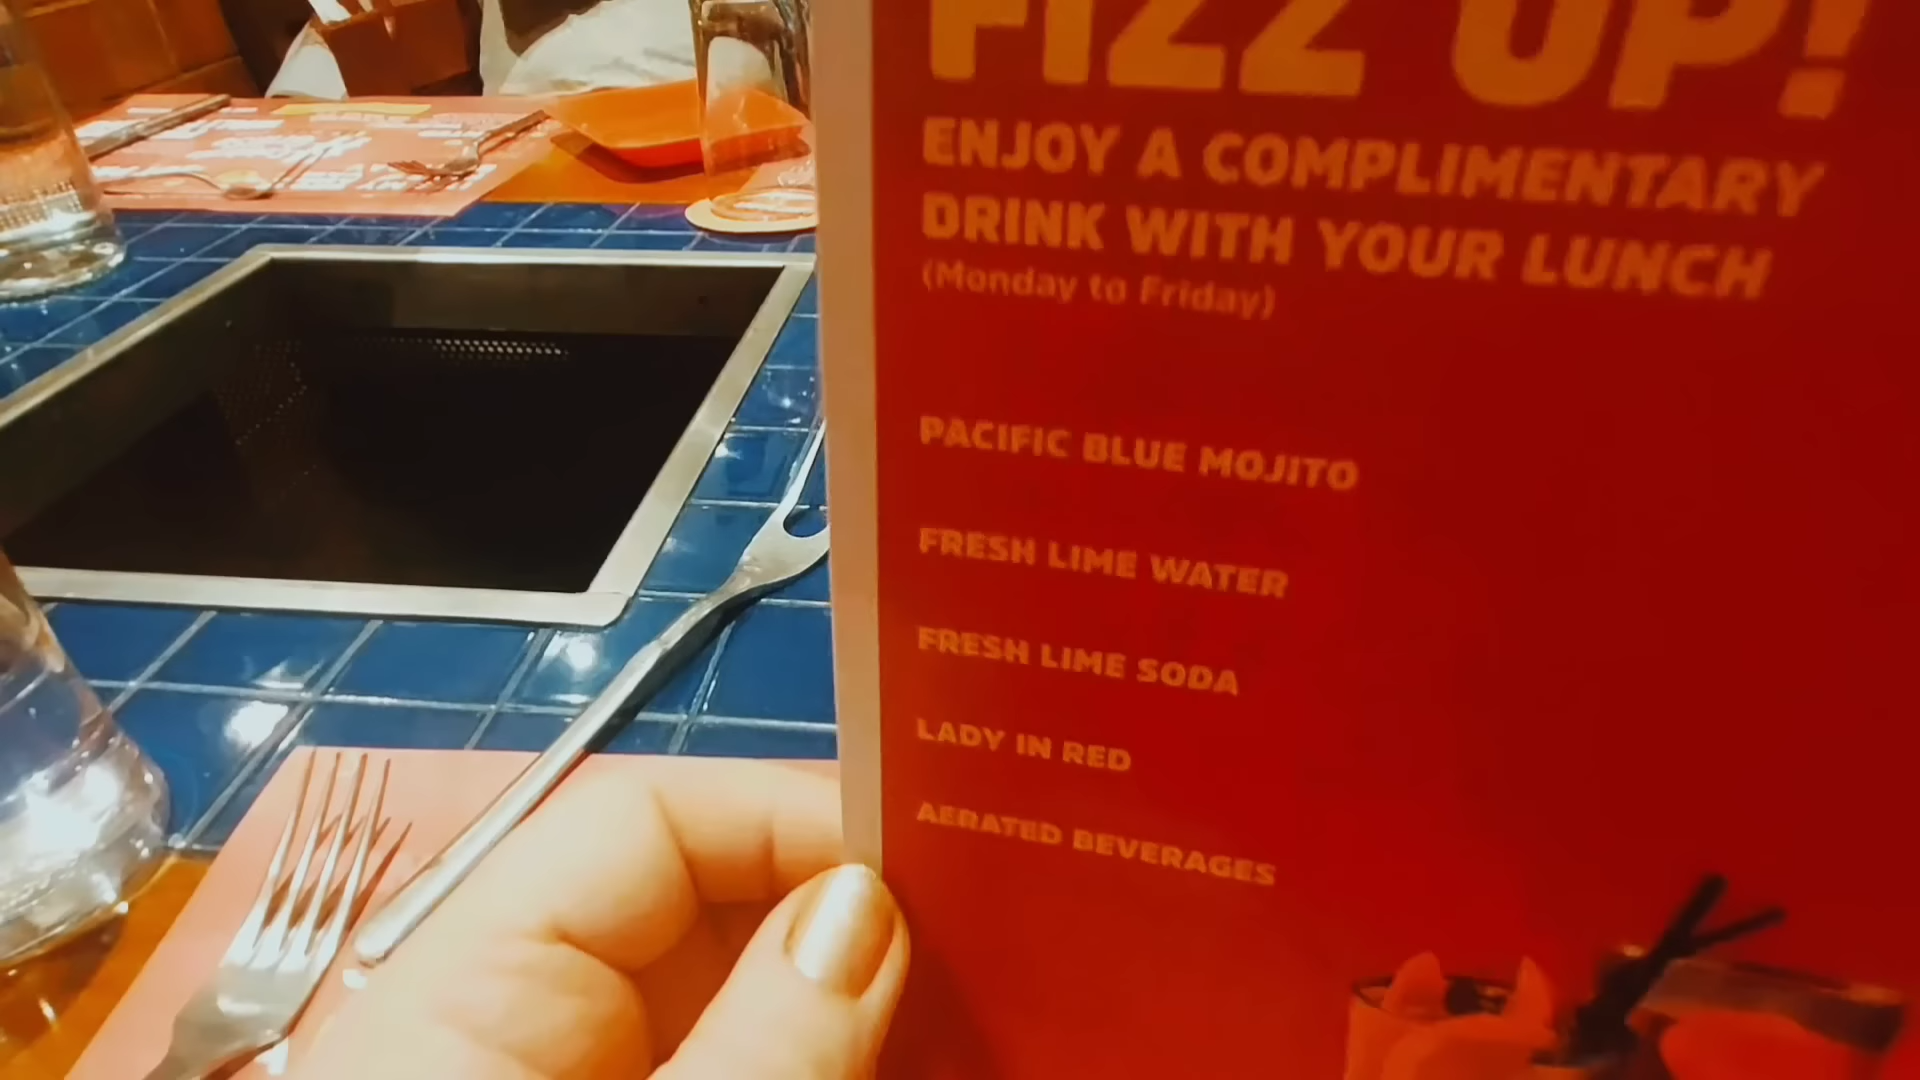 FIZZ UP!
ENJOY A COMPLIMENTARY
DRINK WITH YOUR LUNCH
(Monday to Friday)
PACIFIC BLUE MOJITO
FRESH LIME WATER
FRESH LIME SODA
LADY IN RED
AERATED BEVERAGES